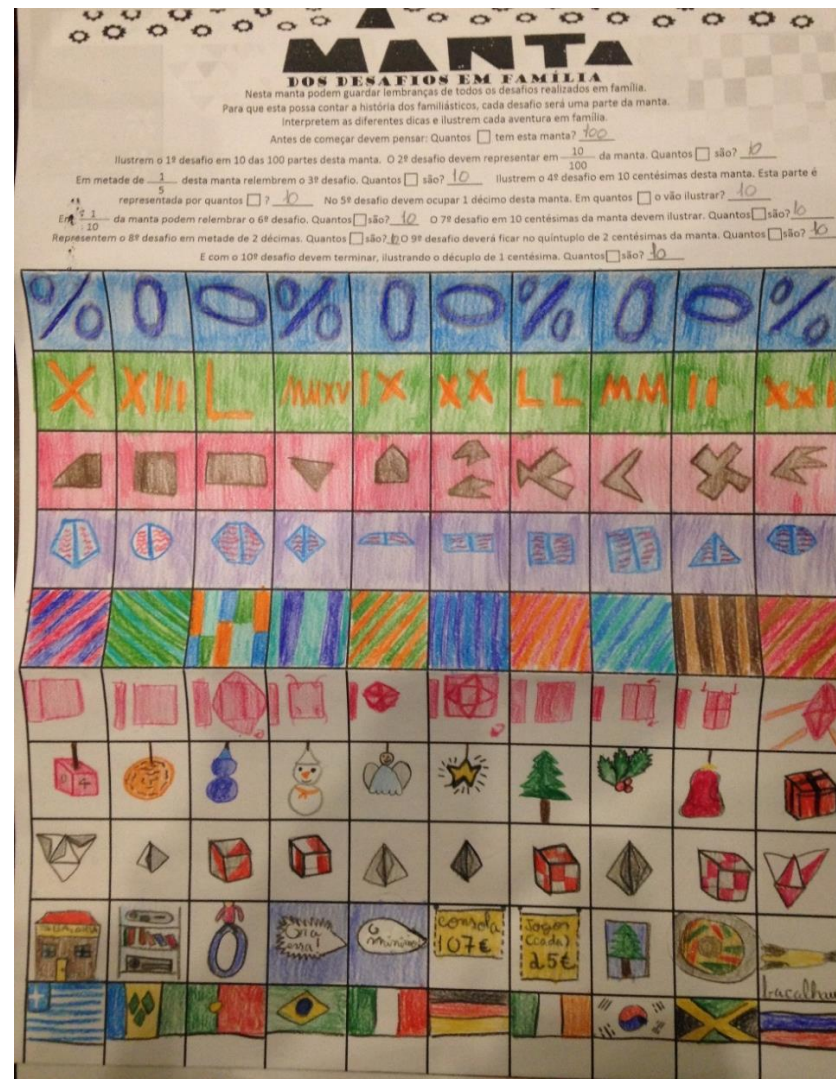 A
MANTA
DOS DESAFIOS EM FAMÍLIA
Nesta manta podem guardar lembranças de todos os desafios realizados em família.
Para que esta possa contar a história dos familiásticos, cada desafio será uma parte da manta.
Interpretem as diferentes dicas e ilustrem cada aventura em família.
Antes de começar devem pensar: Quantos □ tem esta manta? 100
Ilustrem o 1º desafio em 10 das 100 partes desta manta. O 2º desafio devem representar em 10/100 da manta. Quantos □ são? 10
Em metade de 1/5 desta manta relembrem o 3º desafio. Quantos □ são? 10 Ilustrem o 4º desafio em 10 centésimas desta manta. Esta parte é
representada por quantos □ ? 10 No 5º desafio devem ocupar 1 décimo desta manta. Em quantos □ o vão ilustrar? 10
Em 1/10 da manta podem relembrar o 6º desafio. Quantos □ são? 10 O 7º desafio em 10 centésimas da manta devem ilustrar. Quantos □ são? 10
Representem o 8º desafio em metade de 2 décimas. Quantos □ são? 10 O 9º desafio deverá ficar no quíntuplo de 2 centésimas da manta. Quantos □ são? 10
E com o 10º desafio devem terminar, ilustrando o décuplo de 1 centésima. Quantos □ são? 10
% 0 0 % 0 0 % 0 0 %
X XIII L MMXV IX XX LL MM II XXI
4
Ora essa! O mínimo consola 107€ Jogos (cada) 25€
bacalhau